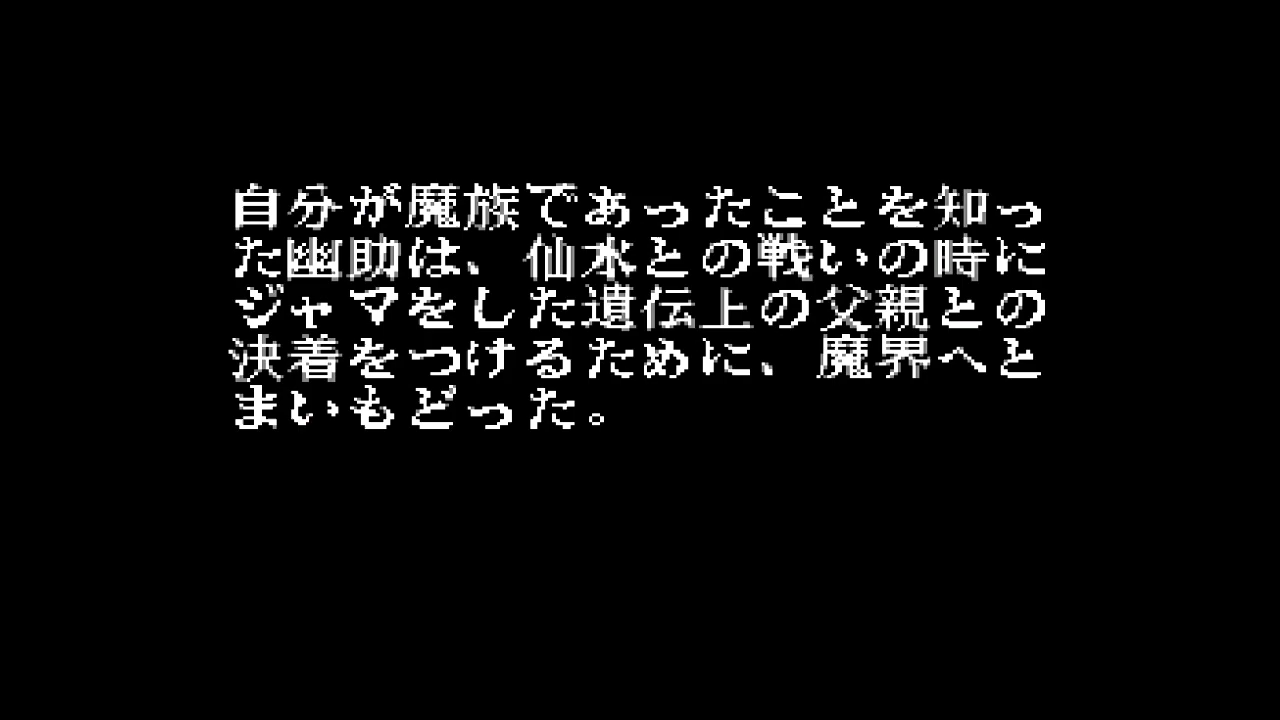 自分が魔族であったことを知っ
た幽助は、仙水との戦いの時に
ジャマをした遺伝上の父親との
決着をつけるために、魔界へと
まいもどった。